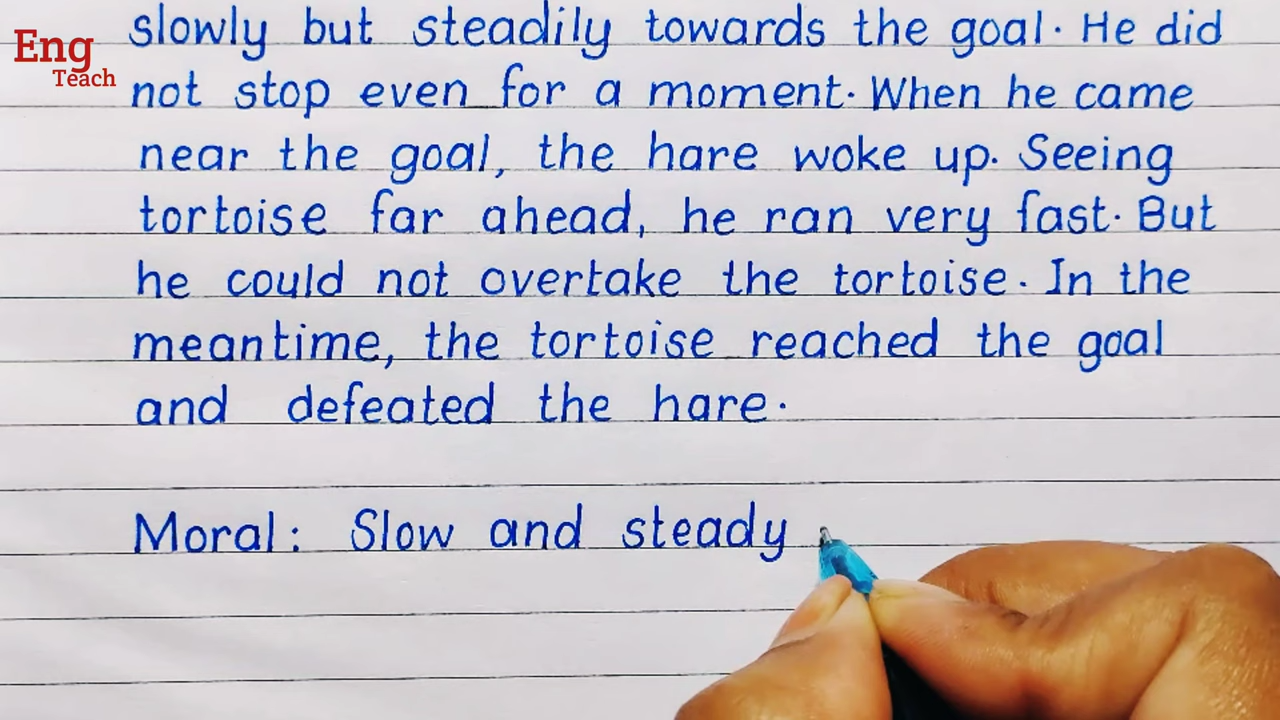 Eng
Teach
slowly but steadily towards the goal. He did
not stop even for a moment. When he came
near the goal, the hare woke up. Seeing
tortoise far ahead, he ran very fast. But
he could not overtake the tortoise. In the
meantime, the tortoise reached the goal
and defeated the hare.
Moral: Slow and steady